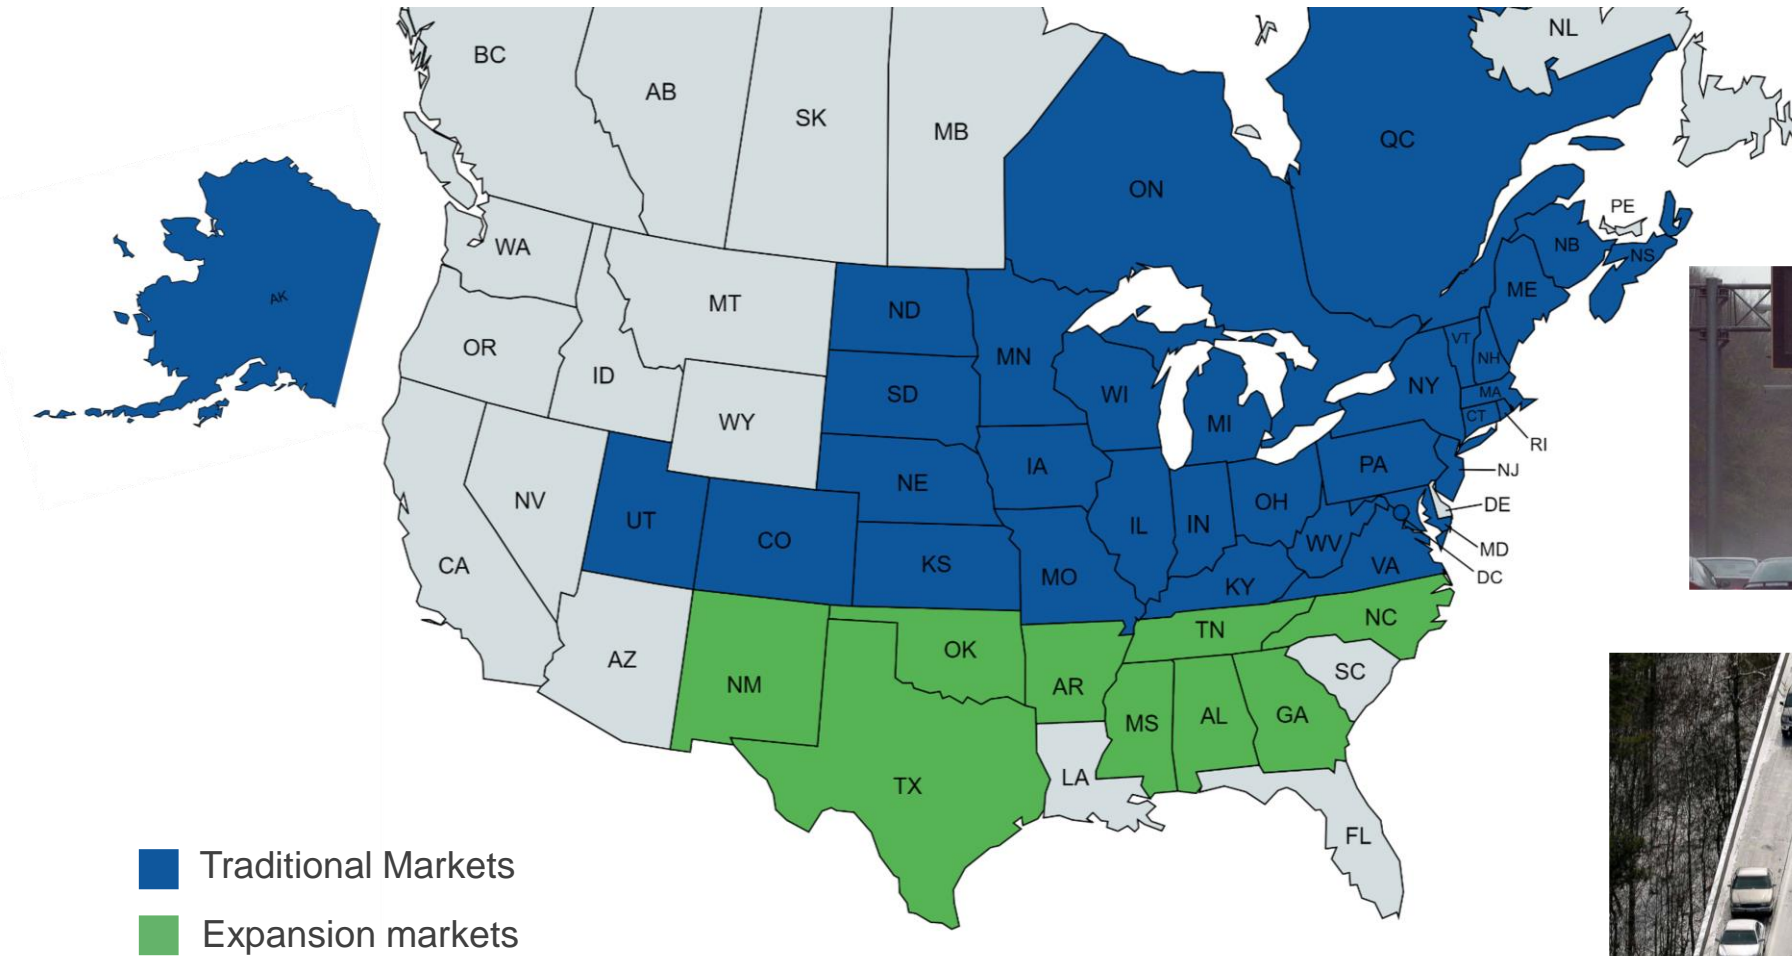 NL
BC
AB
SK
MB
QC
ON
PE
WA
NB
NS
AK
MT
ND
ME
OR
MN
VT
NH
ID
SD
WI
NY
MA
WY
MI
CT
RI
IA
PA
NJ
NE
NV
OH
DE
UT
IL
IN
CO
WV
MD
CA
KS
MO
VA
DC
KY
NC
TN
OK
AZ
SC
NM
AR
MS
AL
GA
TX
LA
FL
Traditional Markets
Expansion markets